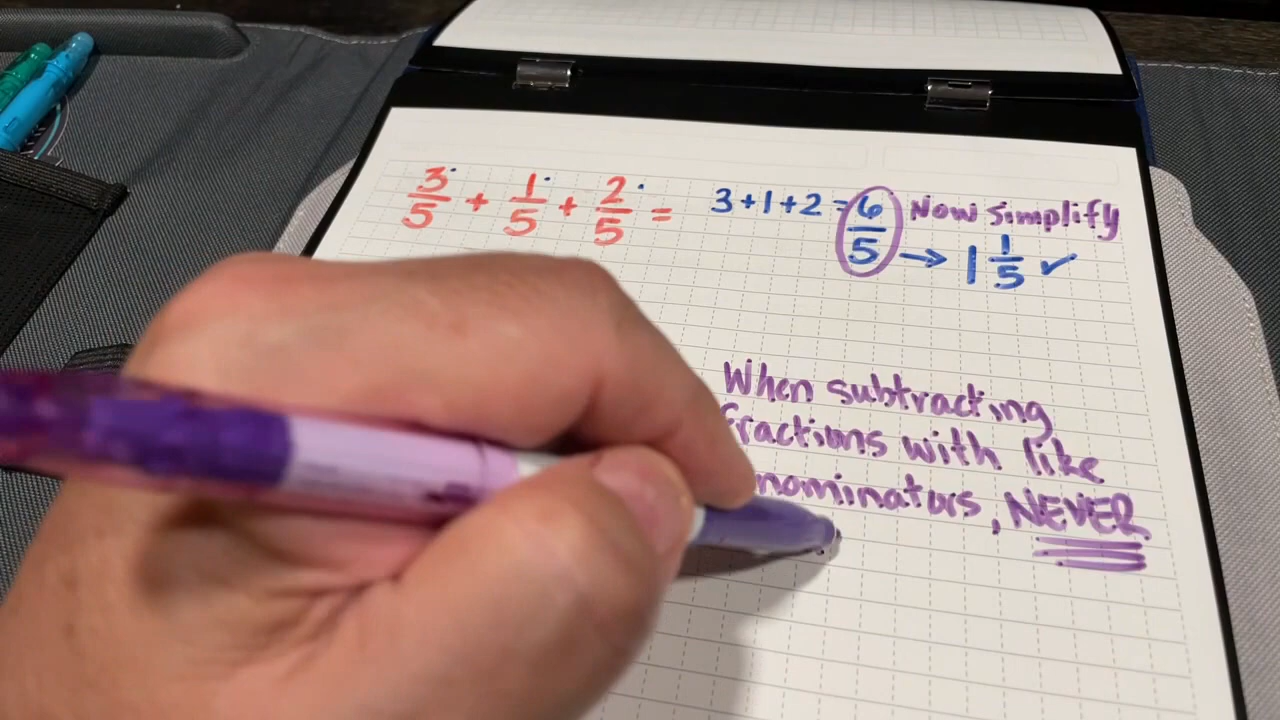 3/5 + 1/5 + 2/5 = 3+1+2 = 6/5 Now simplify
→ 1 1/5 ✓
When subtracting
fractions with like
nominators, NEVER